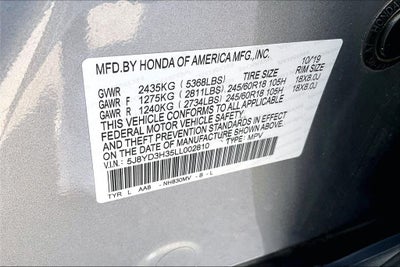 MFD.BY HONDA OF AMERICA MFG.,INC. 10/19
GVWR 2435KG ( 5368LBS) TIRE SIZE RIM SIZE
GAWR F 1275KG ( 2811LBS) 245/60R18 105H 18X8.0J
GAWR R 1240KG ( 2734LBS) 245/60R18 105H 18X8.0J
THIS VEHICLE CONFORMS TO ALL APPLICABLE
FEDERAL MOTOR VEHICLE SAFETY
AND THEFT PREVENTION STANDARDS IN EFFECT ON THE
DATE OF MANUFACTURE SHOWN ABOVE.
V.I.N.: 5J8YD3H35LL002810 TYPE: MPV
TYR L AA8 NH830MV - 8 - L